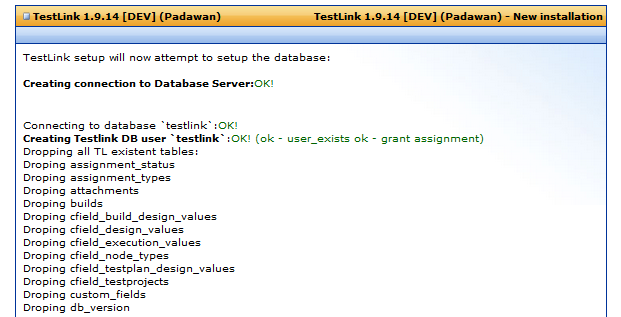 TestLink 1.9.14 [DEV] (Padawan) TestLink 1.9.14 [DEV] (Padawan) - New installation
TestLink setup will now attempt to setup the database:
Creating connection to Database Server:OK!
Connecting to database `testlink`:OK!
Creating Testlink DB user `testlink`:OK! (ok - user_exists ok - grant assignment)
Dropping all TL existent tables:
Droping assignment_status
Droping assignment_types
Droping attachments
Droping builds
Droping cfield_build_design_values
Droping cfield_design_values
Droping cfield_execution_values
Droping cfield_node_types
Droping cfield_testplan_design_values
Droping cfield_testprojects
Droping custom_fields
Droping db_version